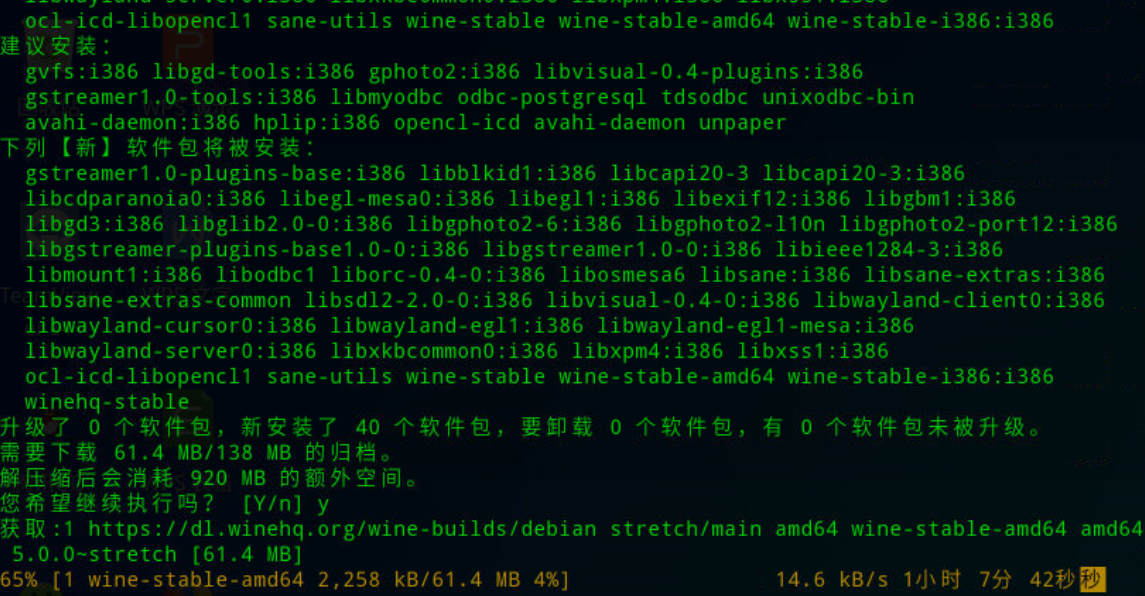 ocl-icd-libopencl1 sane-utils wine-stable wine-stable-amd64 wine-stable-i386:i386
建议安装：
gvfs:i386 libgd-tools:i386 gphoto2:i386 libvisual-0.4-plugins:i386
gstreamer1.0-tools:i386 libmyodbc odbc-postgresql tdsodbc unixodbc-bin
avahi-daemon:i386 hplip:i386 opencl-icd avahi-daemon unpaper
下列【新】软件包将被安装：
gstreamer1.0-plugins-base:i386 libblkid1:i386 libcapi20-3 libcapi20-3:i386
libcdparanoia0:i386 libegl-mesa0:i386 libegl1:i386 libexif12:i386 libgbm1:i386
libgd3:i386 libglib2.0-0:i386 libgphoto2-6:i386 libgphoto2-l10n libgphoto2-port12:i386
libgstreamer-plugins-base1.0-0:i386 libgstreamer1.0-0:i386 libieee1284-3:i386
libmount1:i386 libodbc1 liborc-0.4-0:i386 libosmesa6 libsane:i386 libsane-extras:i386
libsane-extras-common libsdl2-2.0-0:i386 libvisual-0.4-0:i386 libwayland-client0:i386
libwayland-cursor0:i386 libwayland-egl1:i386 libwayland-egl1-mesa:i386
libwayland-server0:i386 libxkbcommon0:i386 libxpm4:i386 libxss1:i386
ocl-icd-libopencl1 sane-utils wine-stable wine-stable-amd64 wine-stable-i386:i386
winehq-stable
升级了 0 个软件包，新安装了 40 个软件包，要卸载 0 个软件包，有 0 个软件包未被升级。
需要下载 61.4 MB/138 MB 的归档。
解压缩后会消耗 920 MB 的额外空间。
您希望继续执行吗？ [Y/n] y
获取:1 https://dl.winehq.org/wine-builds/debian stretch/main amd64 wine-stable-amd64 amd64
5.0.0~stretch [61.4 MB]
65% [1 wine-stable-amd64 2,258 kB/61.4 MB 4%] 14.6 kB/s 1小时 7分 42秒秒